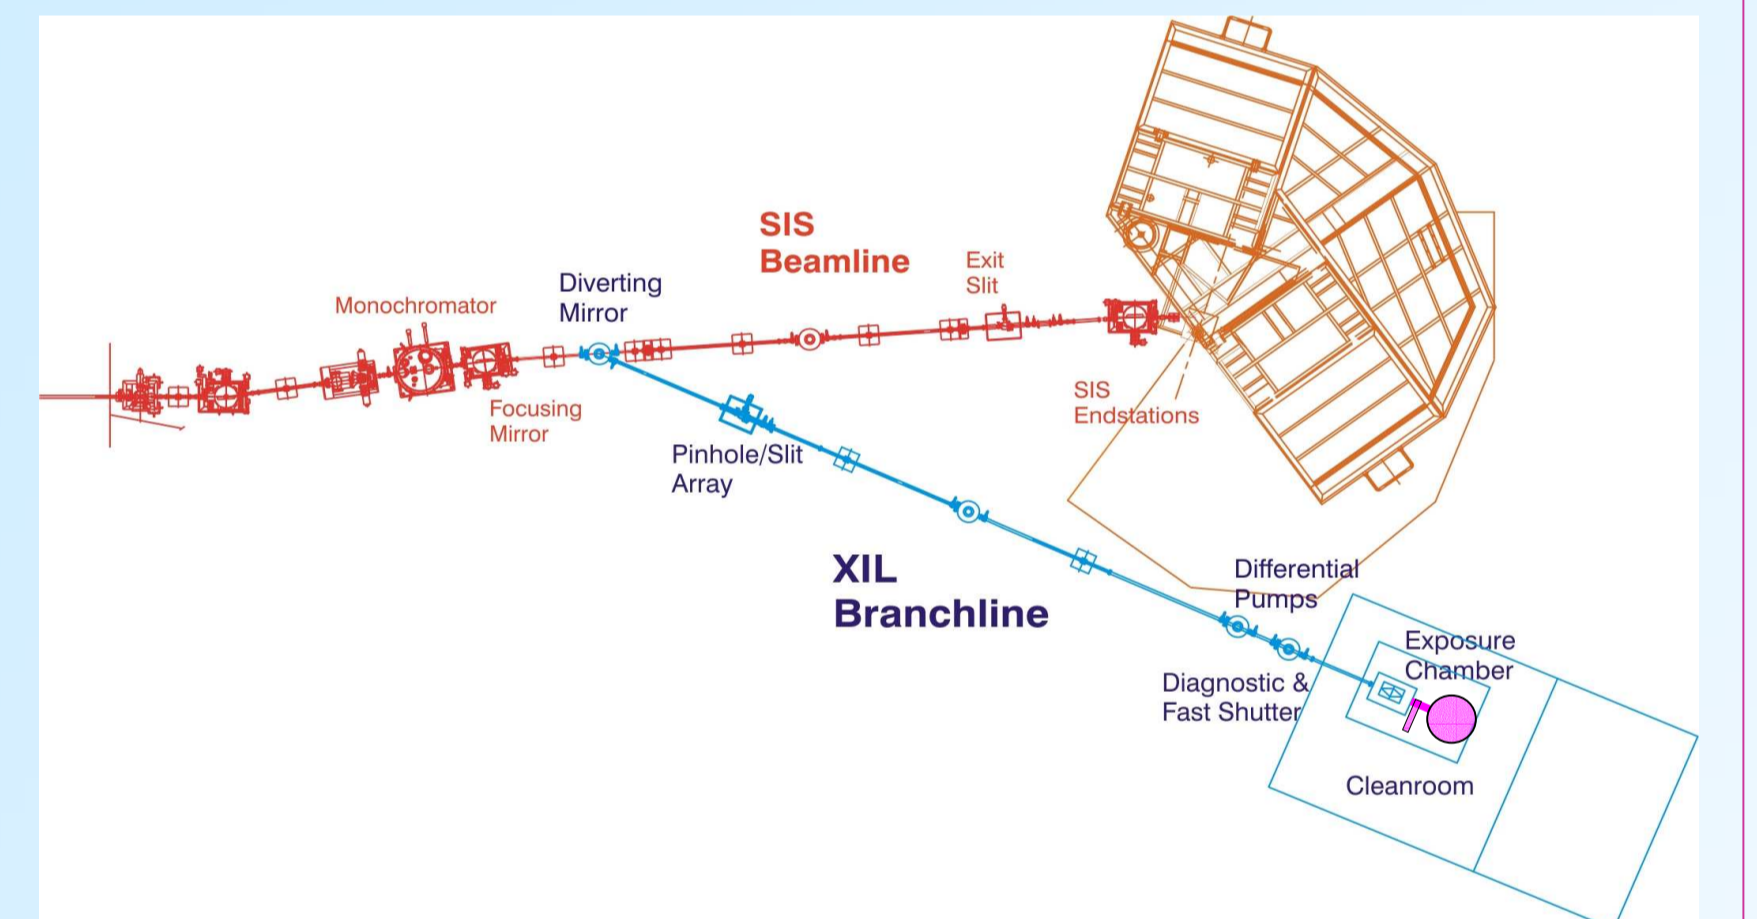 SIS
Beamline
Exit
Slit
Diverting
Mirror
Monochromator
SIS
Endstations
Focusing
Mirror
Pinhole/Slit
Array
XIL
Branchline
Differential
Pumps
Exposure
Chamber
Diagnostic &
Fast Shutter
Cleanroom